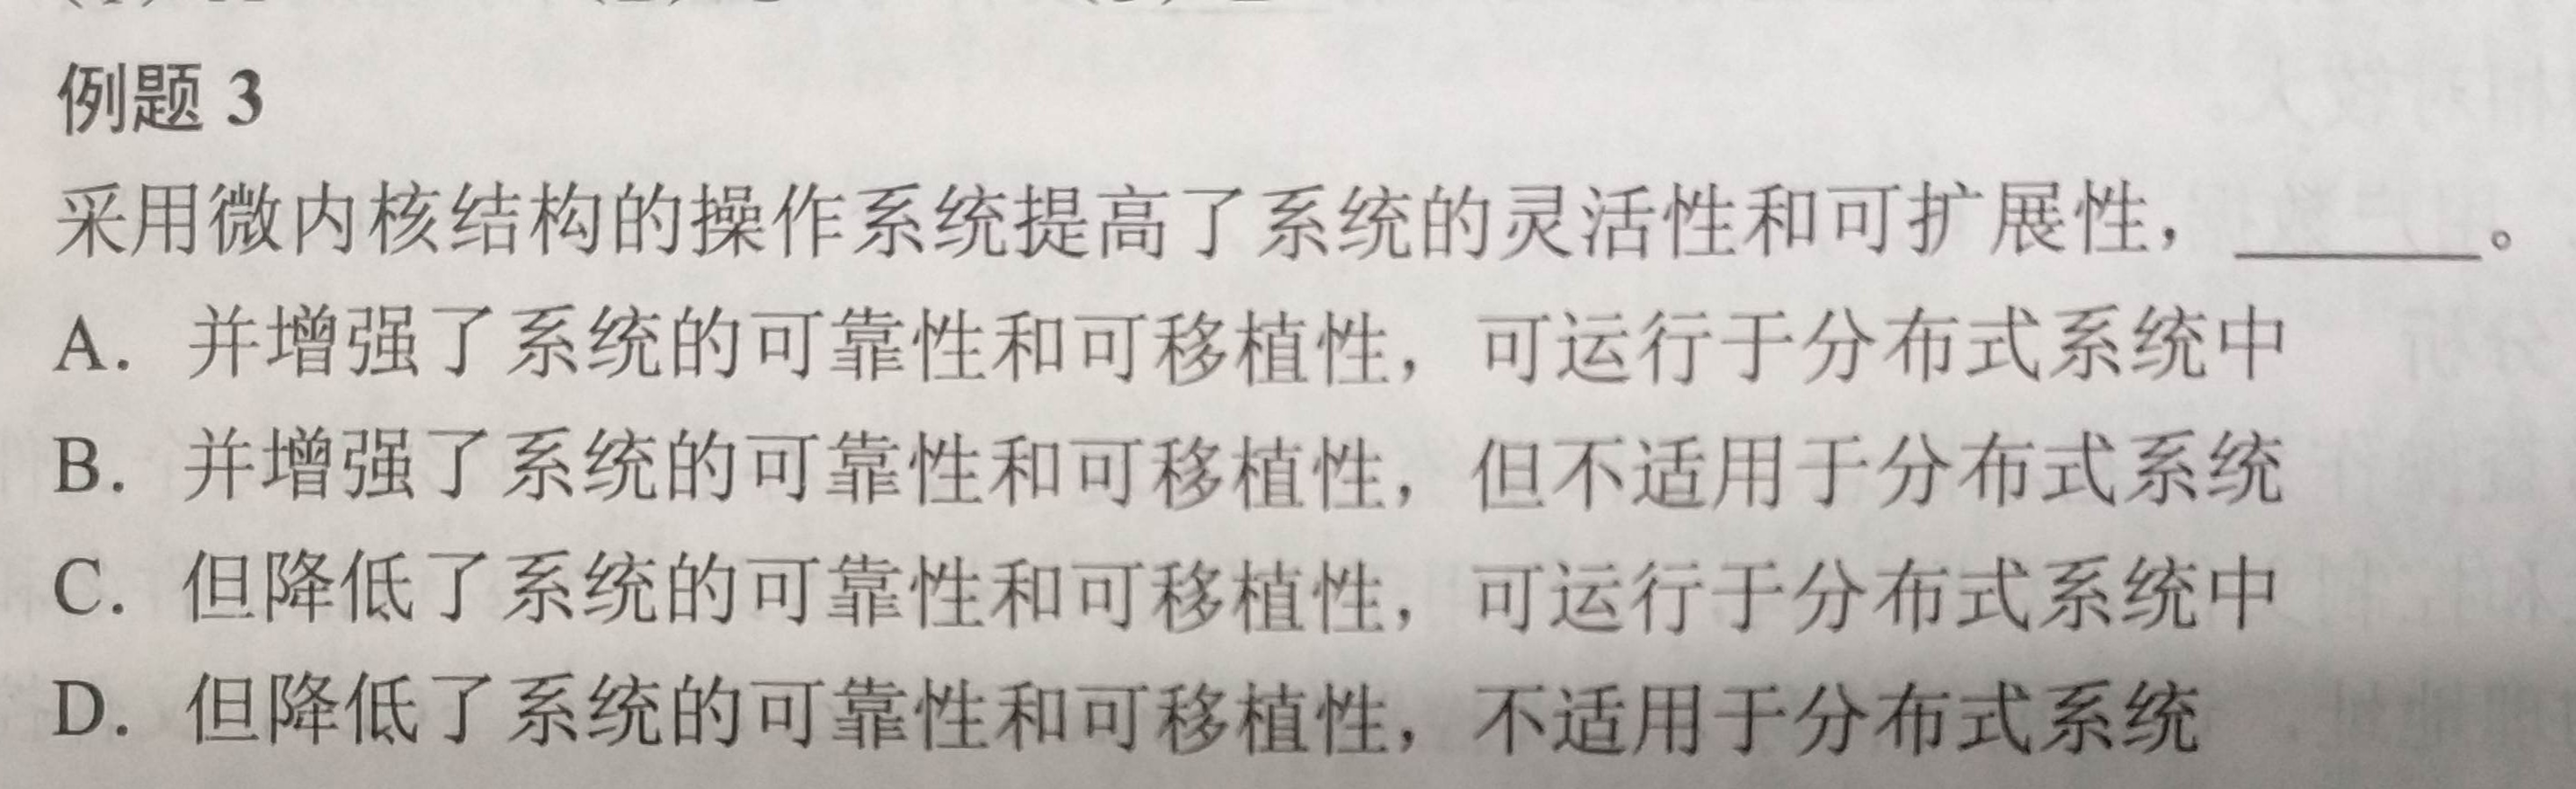 例题 3
采用微内核结构的操作系统提高了系统的灵活性和可扩展性，______。
A．并增强了系统的可靠性和可移植性，可运行于分布式系统中
B．并增强了系统的可靠性和可移植性，但不适用于分布式系统
C．但降低了系统的可靠性和可移植性，可运行于分布式系统中
D．但降低了系统的可靠性和可移植性，不适用于分布式系统